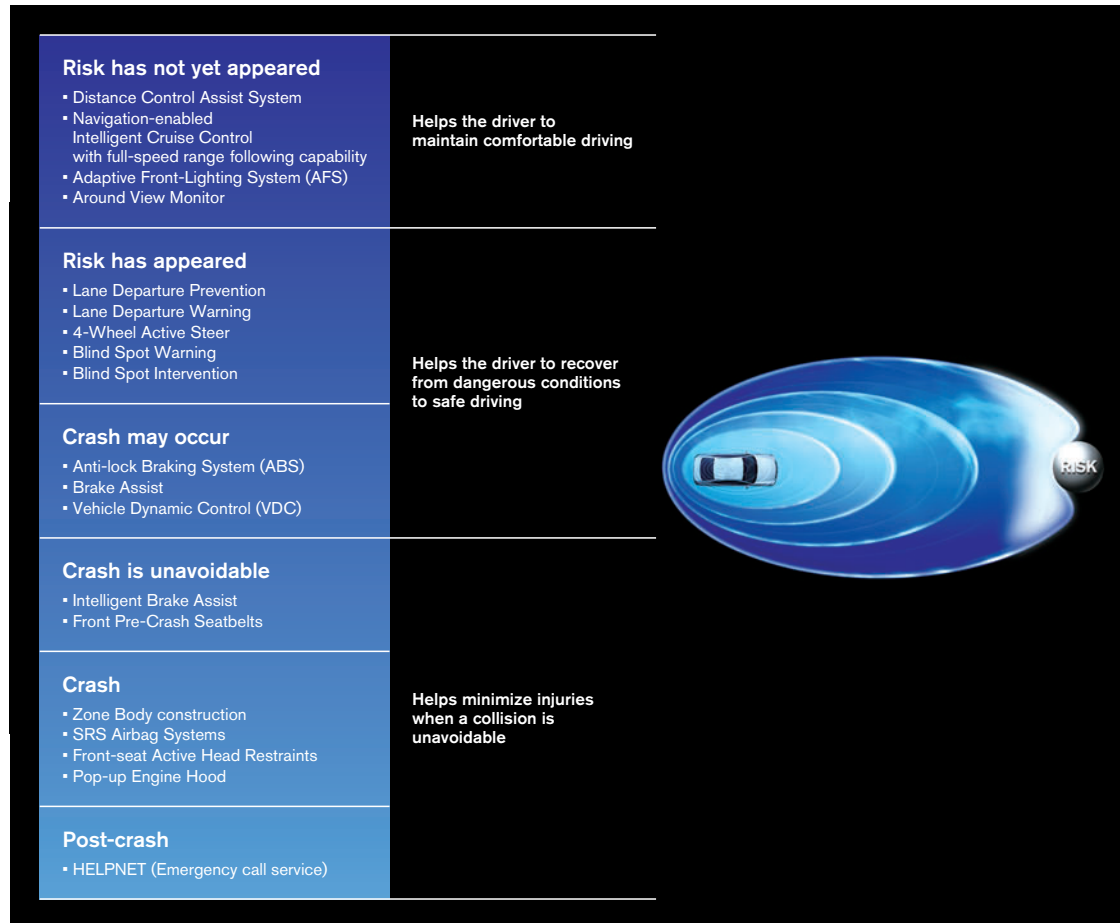 Risk has not yet appeared
▪ Distance Control Assist System
▪ Navigation-enabled
Intelligent Cruise Control
with full-speed range following capability
▪ Adaptive Front-Lighting System (AFS)
▪ Around View Monitor
Helps the driver to
maintain comfortable driving
Risk has appeared
▪ Lane Departure Prevention
▪ Lane Departure Warning
▪ 4-Wheel Active Steer
▪ Blind Spot Warning
▪ Blind Spot Intervention
Crash may occur
▪ Anti-lock Braking System (ABS)
▪ Brake Assist
▪ Vehicle Dynamic Control (VDC)
Helps the driver to recover
from dangerous conditions
to safe driving
Crash is unavoidable
▪ Intelligent Brake Assist
▪ Front Pre-Crash Seatbelts
Crash
▪ Zone Body construction
▪ SRS Airbag Systems
▪ Front-seat Active Head Restraints
▪ Pop-up Engine Hood
Post-crash
▪ HELPNET (Emergency call service)
Helps minimize injuries
when a collision is
unavoidable
RISK